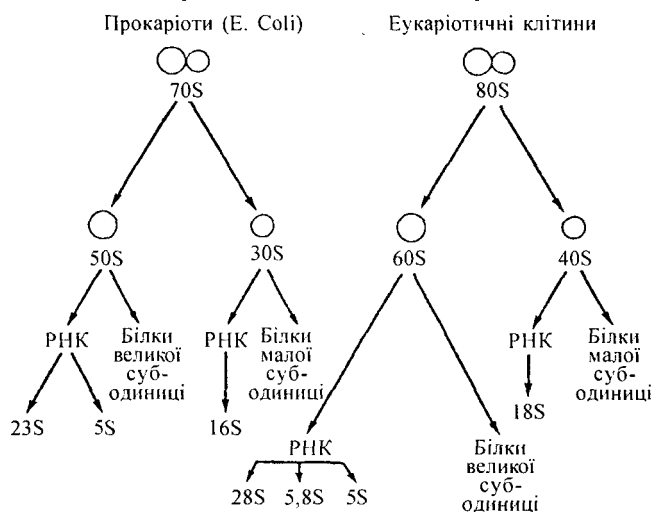 Прокаріоти (E. Coli)
Еукаріотичні клітини
70S
80S
50S
30S
60S
40S
РНК
Білки
великої
суб-
одиниці
РНК
Білки
малої
суб-
одиниці
РНК
Білки
малої
суб-
одиниці
23S
5S
16S
18S
РНК
Білки
великої
суб-
одиниці
28S
5,8S
5S